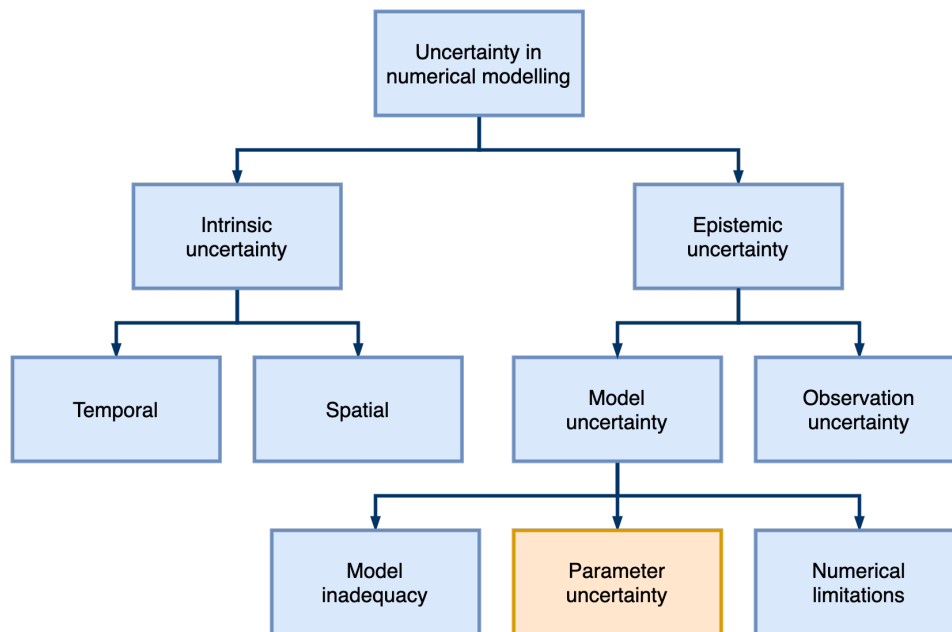 Uncertainty in
numerical modelling
Intrinsic
uncertainty
Epistemic
uncertainty
Temporal
Spatial
Model
uncertainty
Observation
uncertainty
Model
inadequacy
Parameter
uncertainty
Numerical
limitations